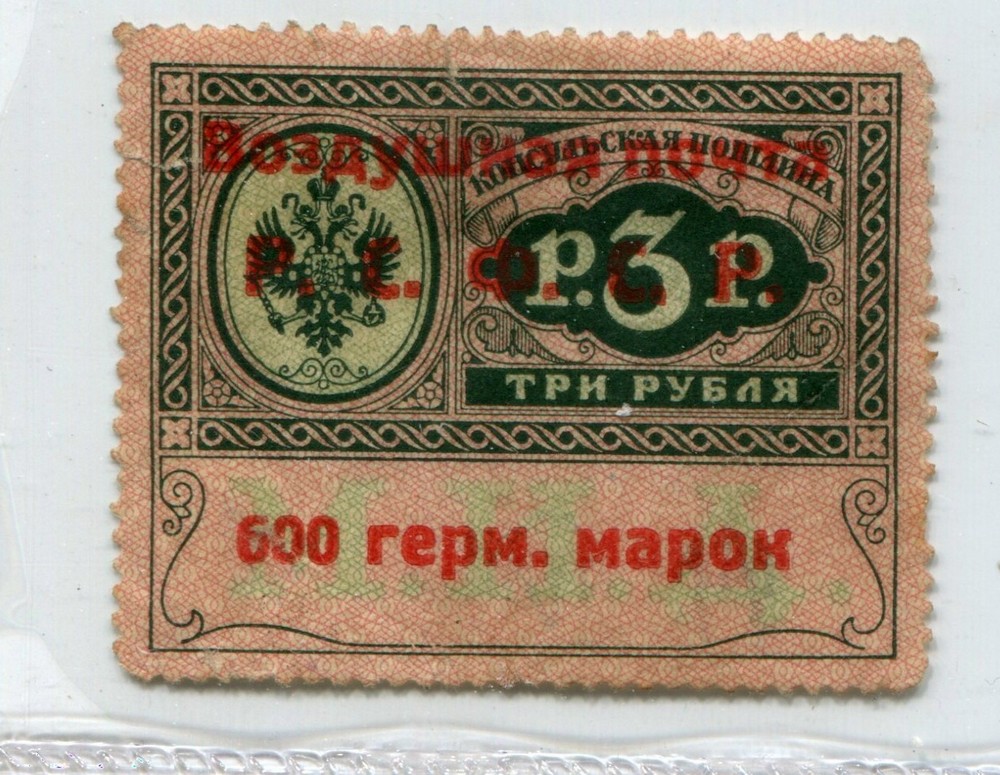 Воздушная почта
КОНСУЛЬСКАЯ ПОШЛИНА
Р. С. Ф. С. Р.
Р. 3 Р.
ТРИ РУБЛЯ
М. И. Д.
600 герм. марок